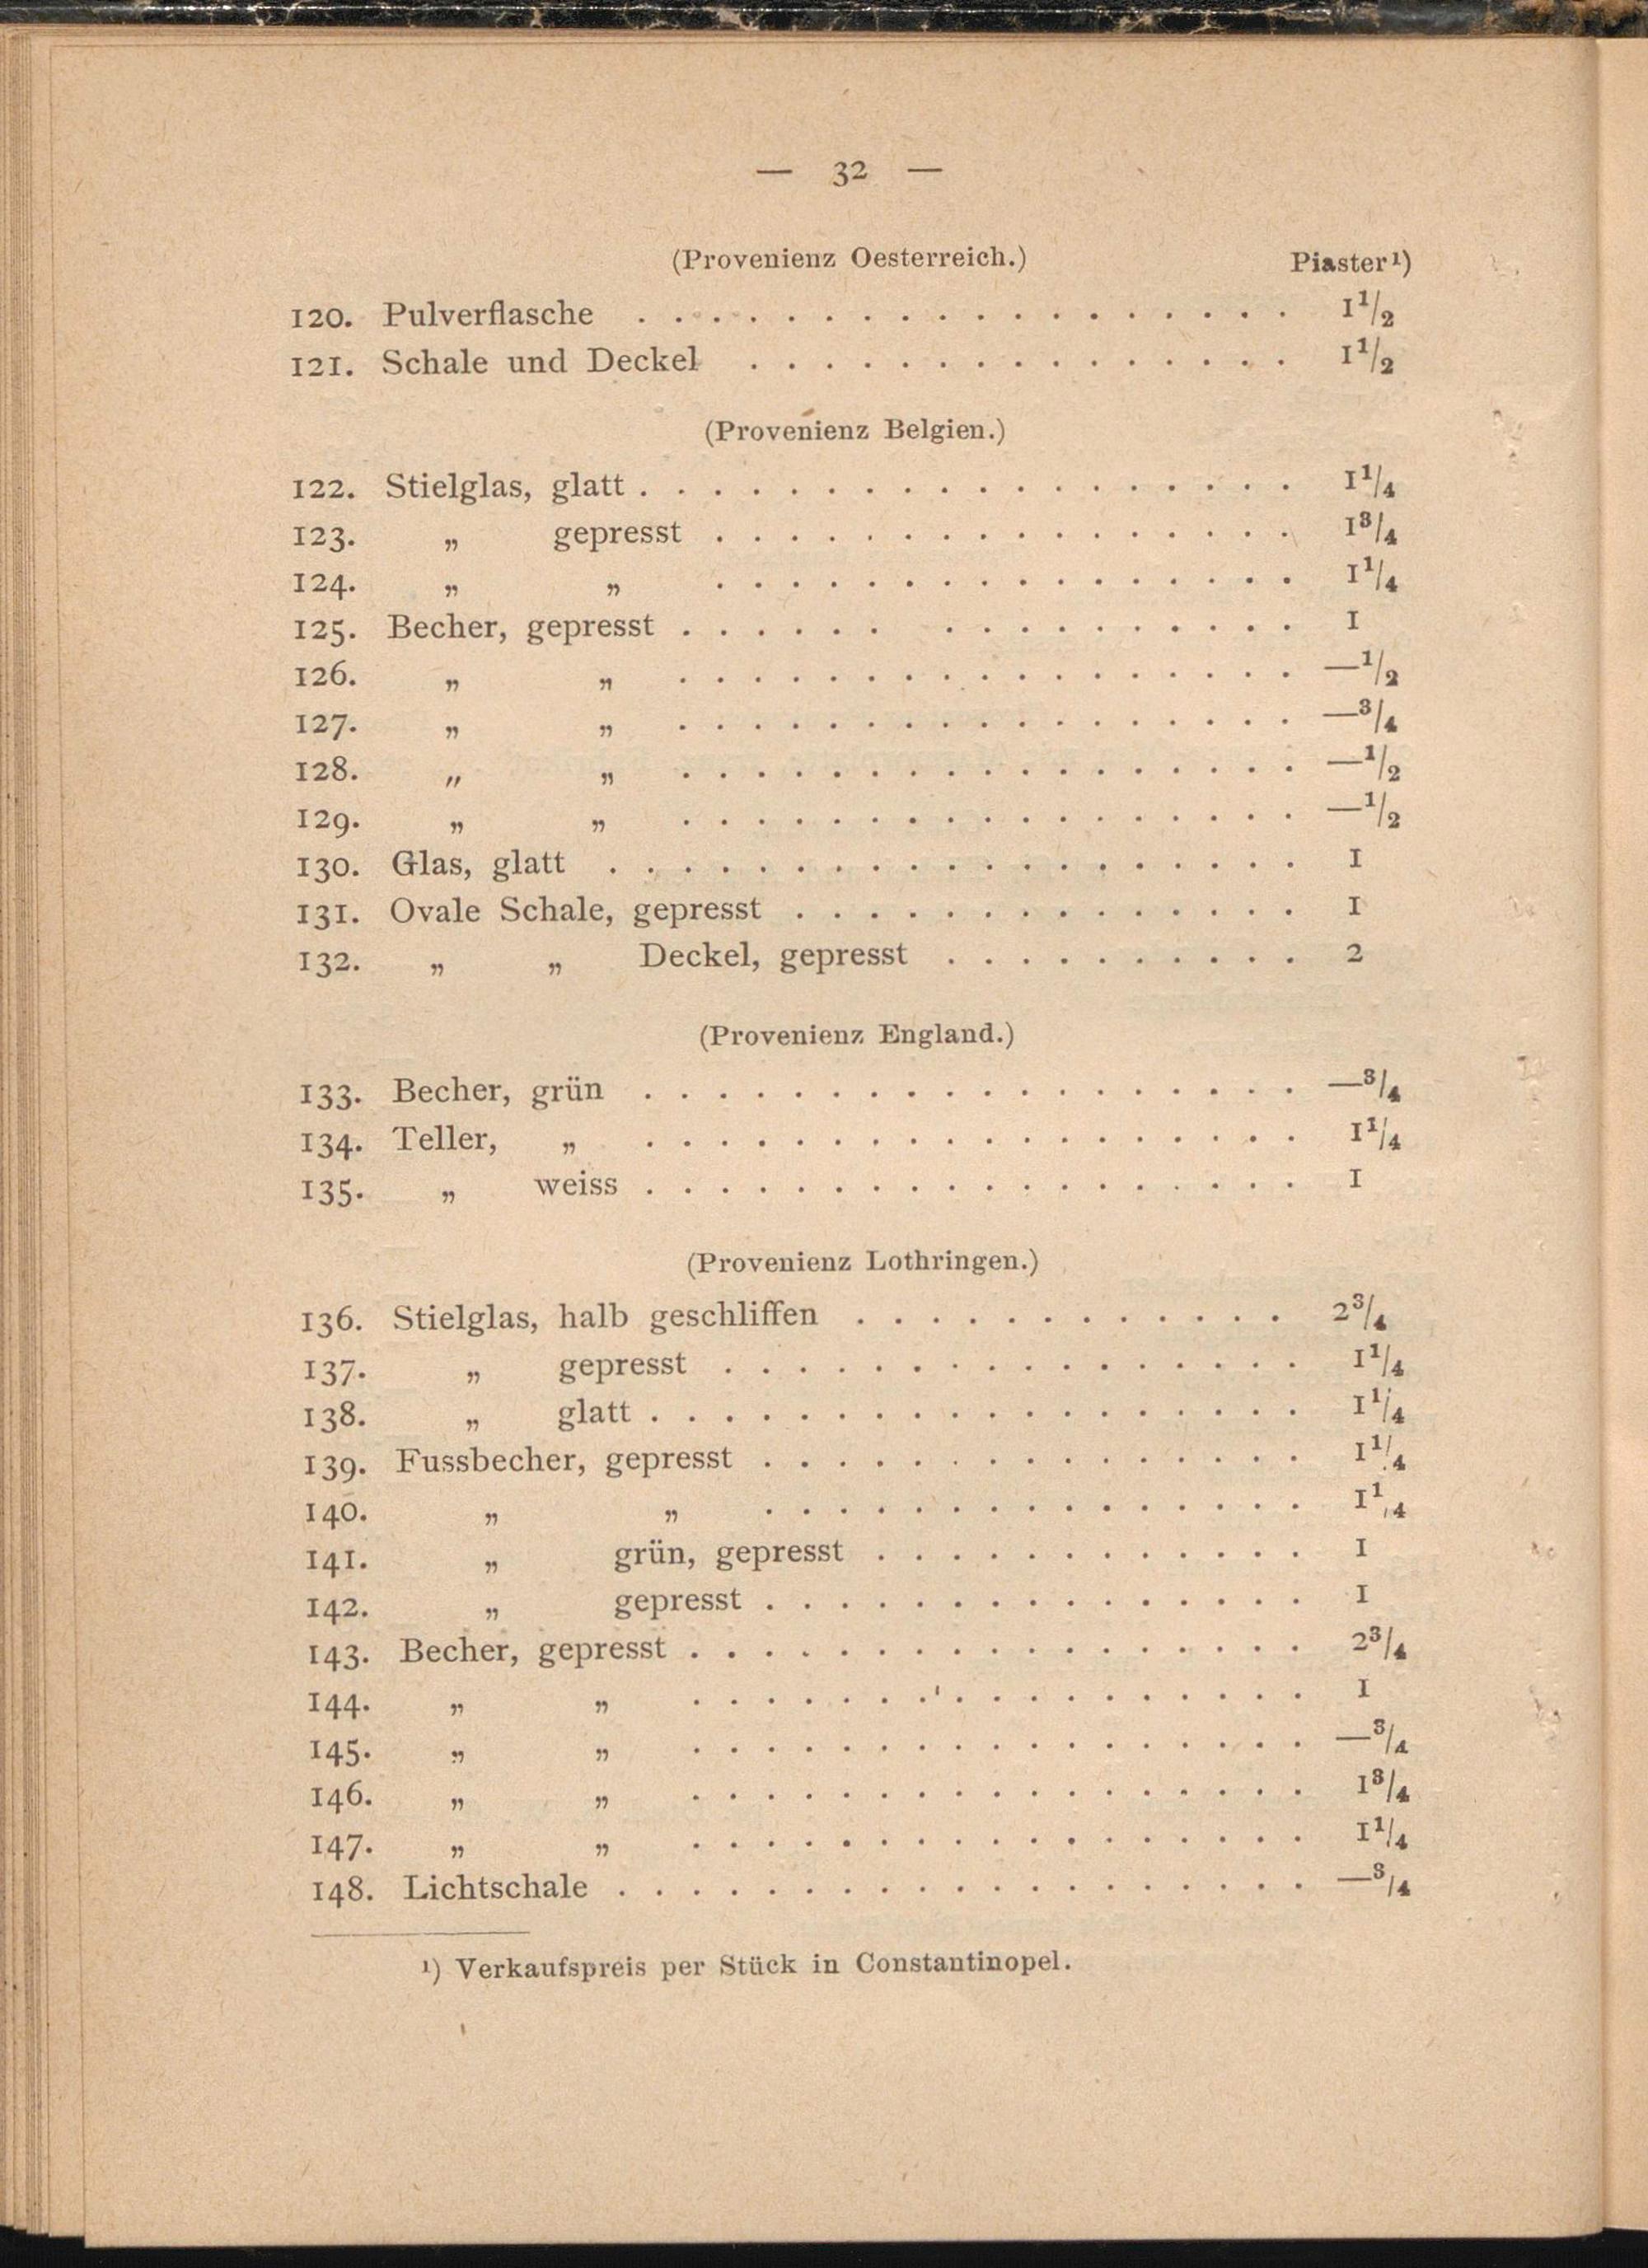 — 32 —
(Provenienz Oesterreich.) Piaster¹)
120. Pulverflasche . . . . . . . . . . . . . . . . . . 1¹/₂
121. Schale und Deckel . . . . . . . . . . . . . . . 1¹/₂
(Provenienz Belgien.)
122. Stielglas, glatt . . . . . . . . . . . . . . . . . . 1¹/₄
123. „ gepresst . . . . . . . . . . . . . . . . 1³/₄
124. „ „ . . . . . . . . . . . . . . . . 1¹/₄
125. Becher, gepresst . . . . . . . . . . . . . . . . 1
126. „ „ . . . . . . . . . . . . . . . . . —¹/₂
127. „ „ . . . . . . . . . . . . . . . . . —³/₄
128. „ „ . . . . . . . . . . . . . . . . . —¹/₂
129. „ „ . . . . . . . . . . . . . . . . . —¹/₂
130. Glas, glatt . . . . . . . . . . . . . . . . . . . 1
131. Ovale Schale, gepresst . . . . . . . . . . . . . . 1
132. „ „ Deckel, gepresst . . . . . . . . . . 2
(Provenienz England.)
133. Becher, grün . . . . . . . . . . . . . . . . . . —³/₄
134. Teller, „ . . . . . . . . . . . . . . . . . . 1¹/₄
135. „ weiss . . . . . . . . . . . . . . . . . . 1
(Provenienz Lothringen.)
136. Stielglas, halb geschliffen . . . . . . . . . . . . 2³/₄
137. „ gepresst . . . . . . . . . . . . . . . . 1¹/₄
138. „ glatt . . . . . . . . . . . . . . . . . . 1¹/₄
139. Fussbecher, gepresst . . . . . . . . . . . . . . . 1¹/₄
140. „ „ . . . . . . . . . . . . . . . 1¹/₄
141. „ grün, gepresst . . . . . . . . . . . . 1
142. „ gepresst . . . . . . . . . . . . . . . 1
143. Becher, gepresst . . . . . . . . . . . . . . . . . 2³/₄
144. „ „ . . . . . . . . . . . . . . . . . 1
145. „ „ . . . . . . . . . . . . . . . . . —³/₄
146. „ „ . . . . . . . . . . . . . . . . . 1³/₄
147. „ „ . . . . . . . . . . . . . . . . . 1¹/₄
148. Lichtschale . . . . . . . . . . . . . . . . . . . —³/₄
¹) Verkaufspreis per Stück in Constantinopel.